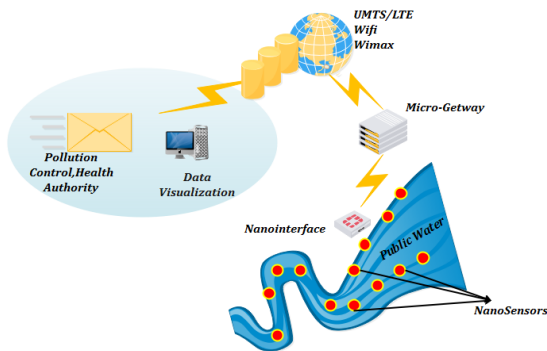 UMTS/LTE
Wifi
Wimax
Micro-Getway
Pollution
Control,Health
Authority
Data
Visualization
Nanointerface
Public Water
NanoSensors